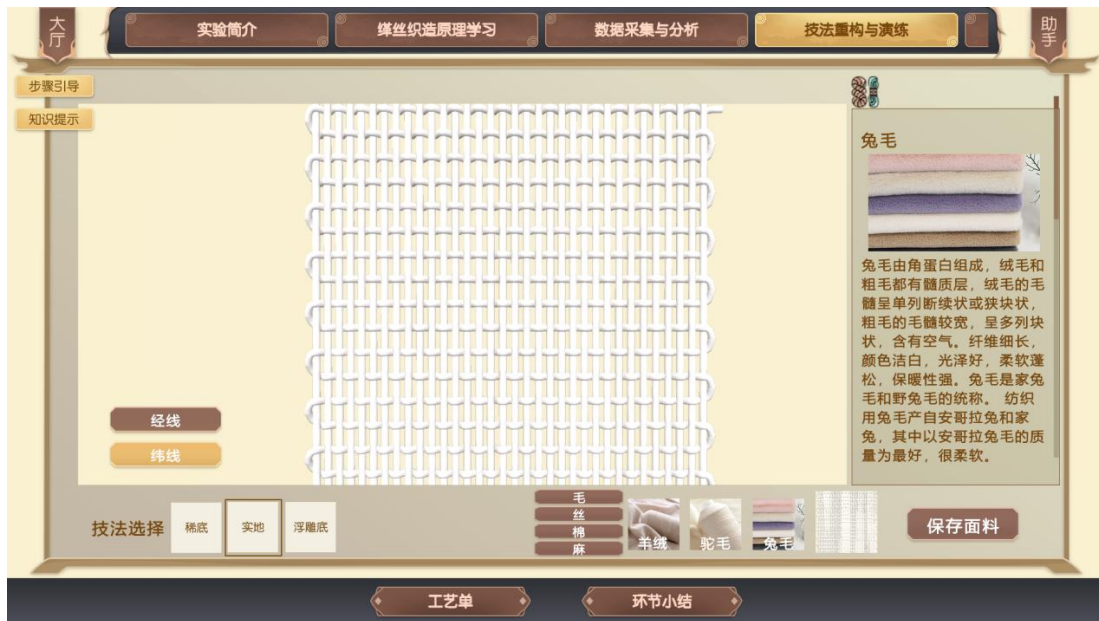 大厅
实验简介
缂丝织造原理学习
数据采集与分析
技法重构与演练
助手
步骤引导
知识提示
兔毛
兔毛由角蛋白组成，绒毛和
粗毛都有髓质层，绒毛的毛
髓呈单列断续状或狭块状，
粗毛的毛髓较宽，呈多列块
状，含有空气。纤维细长，
颜色洁白，光泽好，柔软蓬
松，保暖性强。兔毛是家兔
毛和野兔毛的统称。 纺织
用兔毛产自安哥拉兔和家
兔，其中以安哥拉兔毛的质
量为最好，很柔软。
经线
纬线
技法选择
稀底
实地
浮雕底
毛
丝
棉
麻
羊绒
驼毛
兔毛
保存面料
工艺单
环节小结